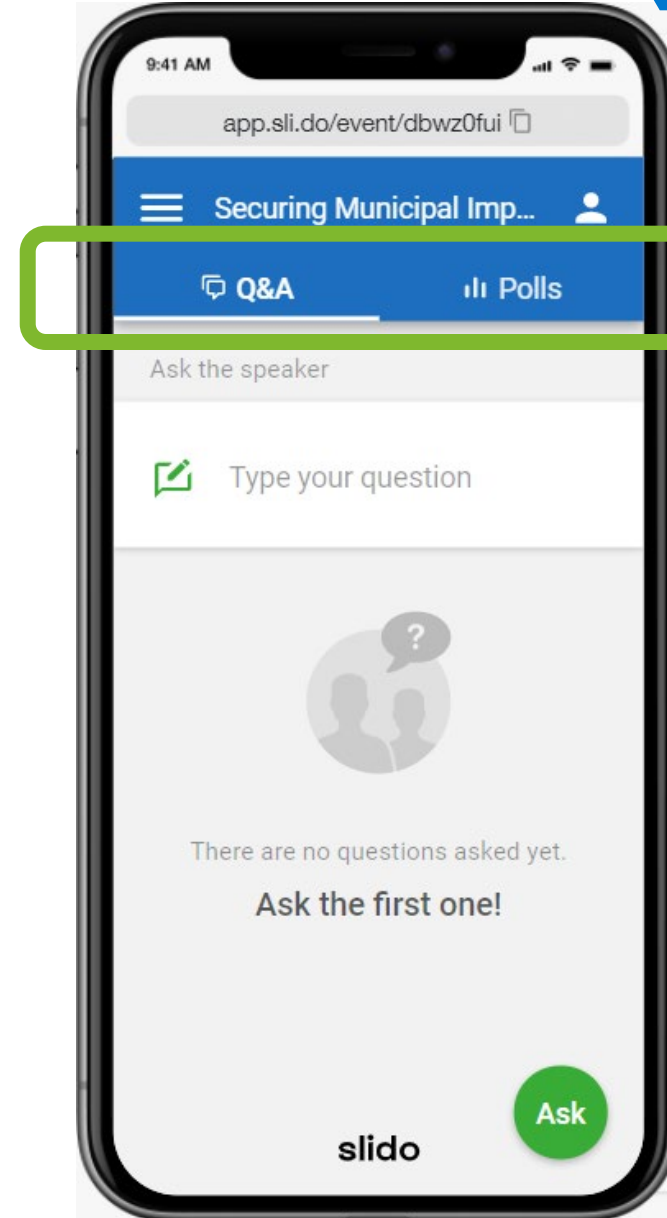 9:41 AM
app.sli.do/event/dbwz0fui
Securing Municipal Imp...
Q&A Polls
Ask the speaker
Type your question
?
There are no questions asked yet.
Ask the first one!
Ask
slido